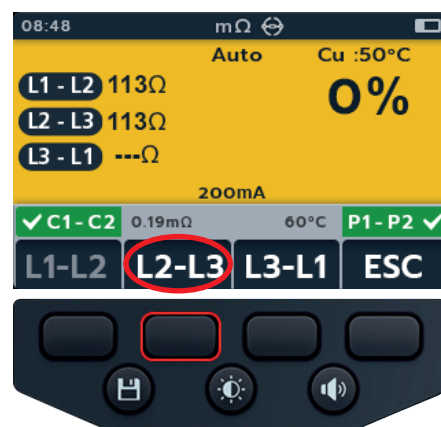 08:48 mΩ
Auto Cu :50°C
L1 - L2 113Ω 0%
L2 - L3 113Ω
L3 - L1 ---Ω
200mA
✓ C1 - C2 0.19mΩ 60°C P1 - P2 ✓
L1-L2 L2-L3 L3-L1 ESC